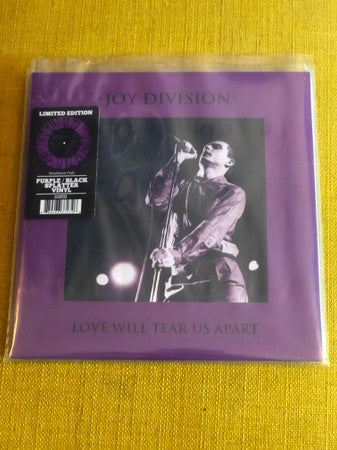 · JOY DIVISION ·
LIMITED EDITION
PURPLE / BLACK
SPLATTER
VINYL
LOVE WILL TEAR US APART